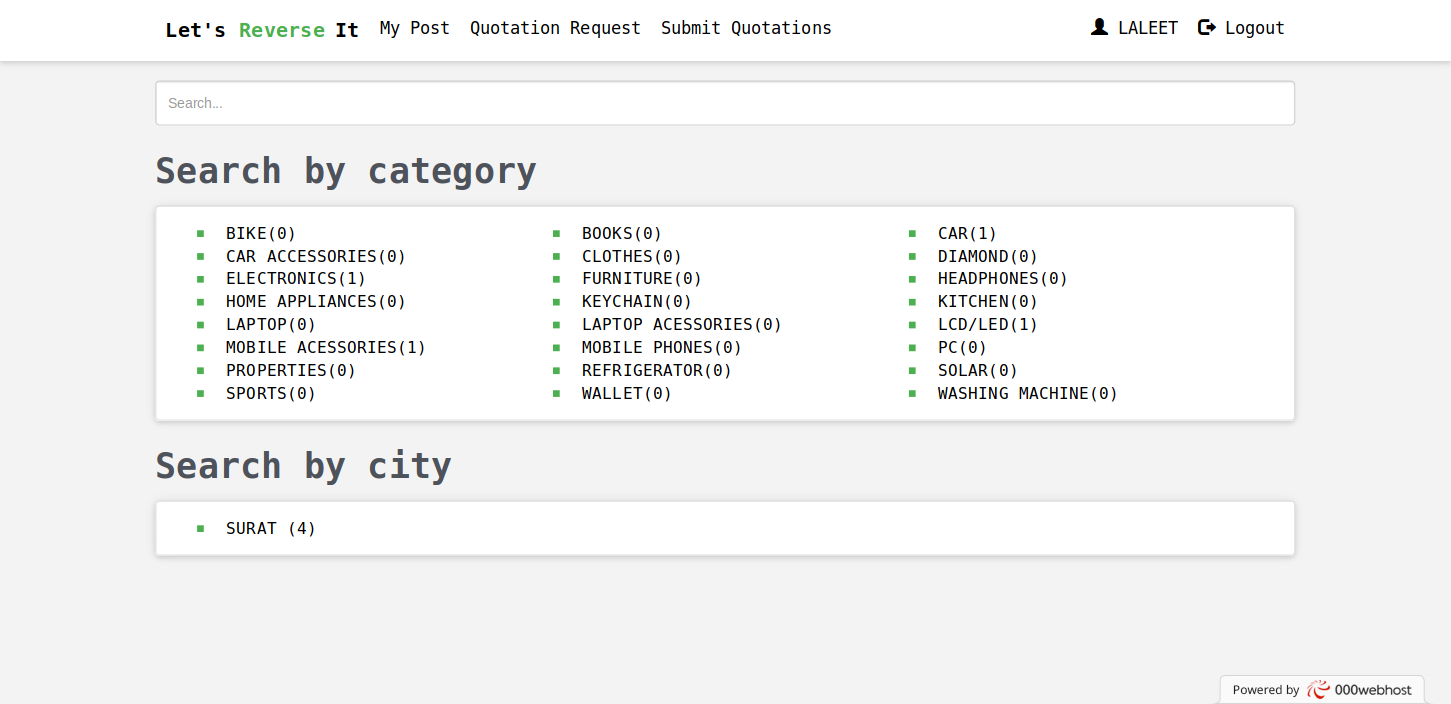 Let's Reverse It My Post Quotation Request Submit Quotations LALEET Logout
Search...
Search by category
BIKE(0) BOOKS(0) CAR(1)
CAR ACCESSORIES(0) CLOTHES(0) DIAMOND(0)
ELECTRONICS(1) FURNITURE(0) HEADPHONES(0)
HOME APPLIANCES(0) KEYCHAIN(0) KITCHEN(0)
LAPTOP(0) LAPTOP ACESSORIES(0) LCD/LED(1)
MOBILE ACESSORIES(1) MOBILE PHONES(0) PC(0)
PROPERTIES(0) REFRIGERATOR(0) SOLAR(0)
SPORTS(0) WALLET(0) WASHING MACHINE(0)
Search by city
SURAT (4)
Powered by 000webhost